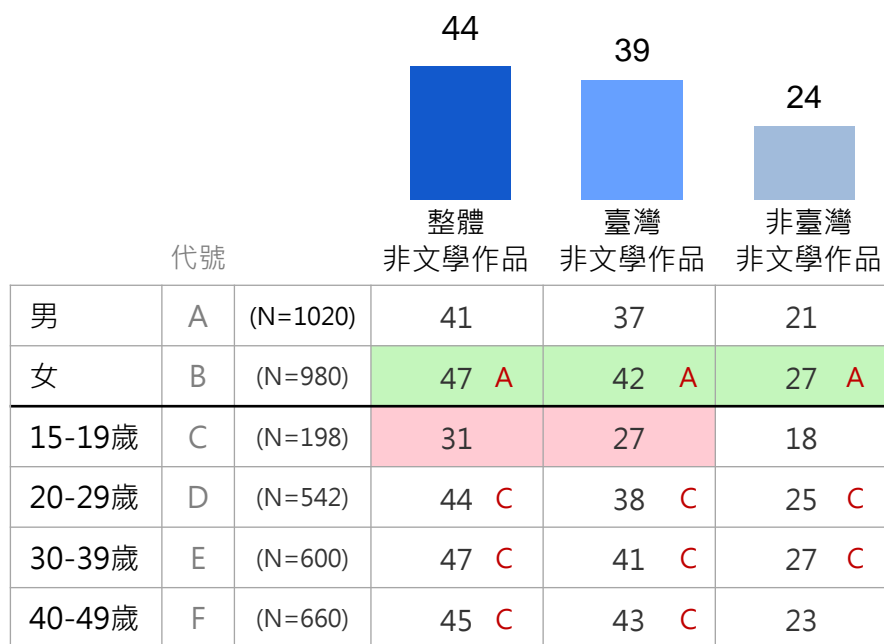 44
39
24
整體
非文學作品
臺灣
非文學作品
非臺灣
非文學作品
代號
男 A (N=1020) 41 37 21
女 B (N=980) 47 A 42 A 27 A
15-19歲 C (N=198) 31 27 18
20-29歲 D (N=542) 44 C 38 C 25 C
30-39歲 E (N=600) 47 C 41 C 27 C
40-49歲 F (N=660) 45 C 43 C 23